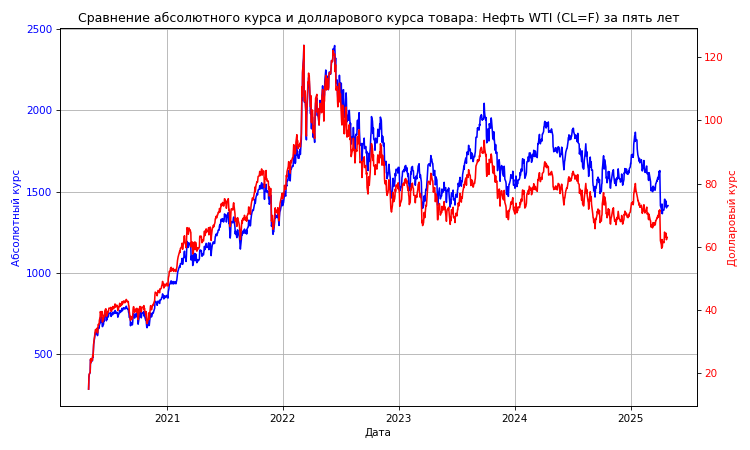 Сравнение абсолютного курса и долларового курса товара: Нефть WTI (CL=F) за пять лет
2500
2000
1500
1000
500
Абсолютный курс
120
100
80
60
40
20
Долларовый курс
2021 2022 2023 2024 2025
Дата